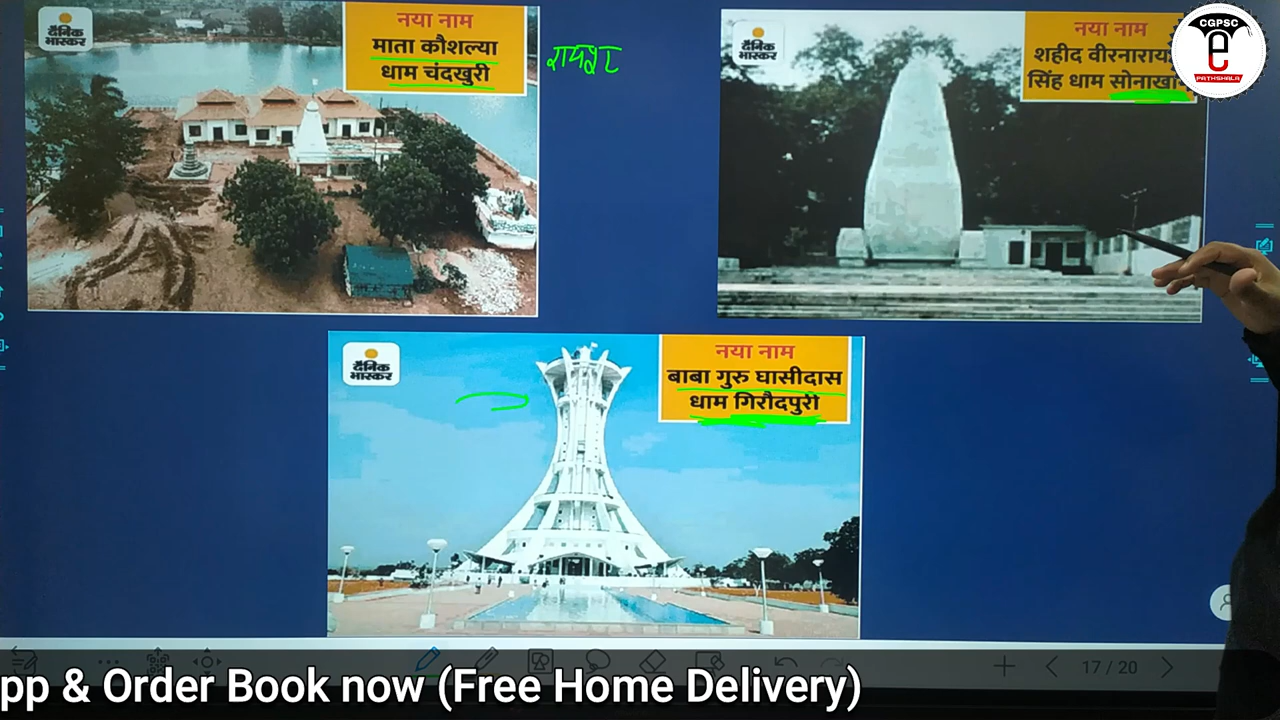 दैनिक
भास्कर
नया नाम
माता कौशल्या
धाम चंदखुरी
दैनिक
भास्कर
नया नाम
शहीद वीरनाराय
सिंह धाम सोनाखान
CGPSC
e
PATHSHALA
दैनिक
भास्कर
नया नाम
बाबा गुरु घासीदास
धाम गिरौदपुरी
17 / 20
pp & Order Book now (Free Home Delivery)